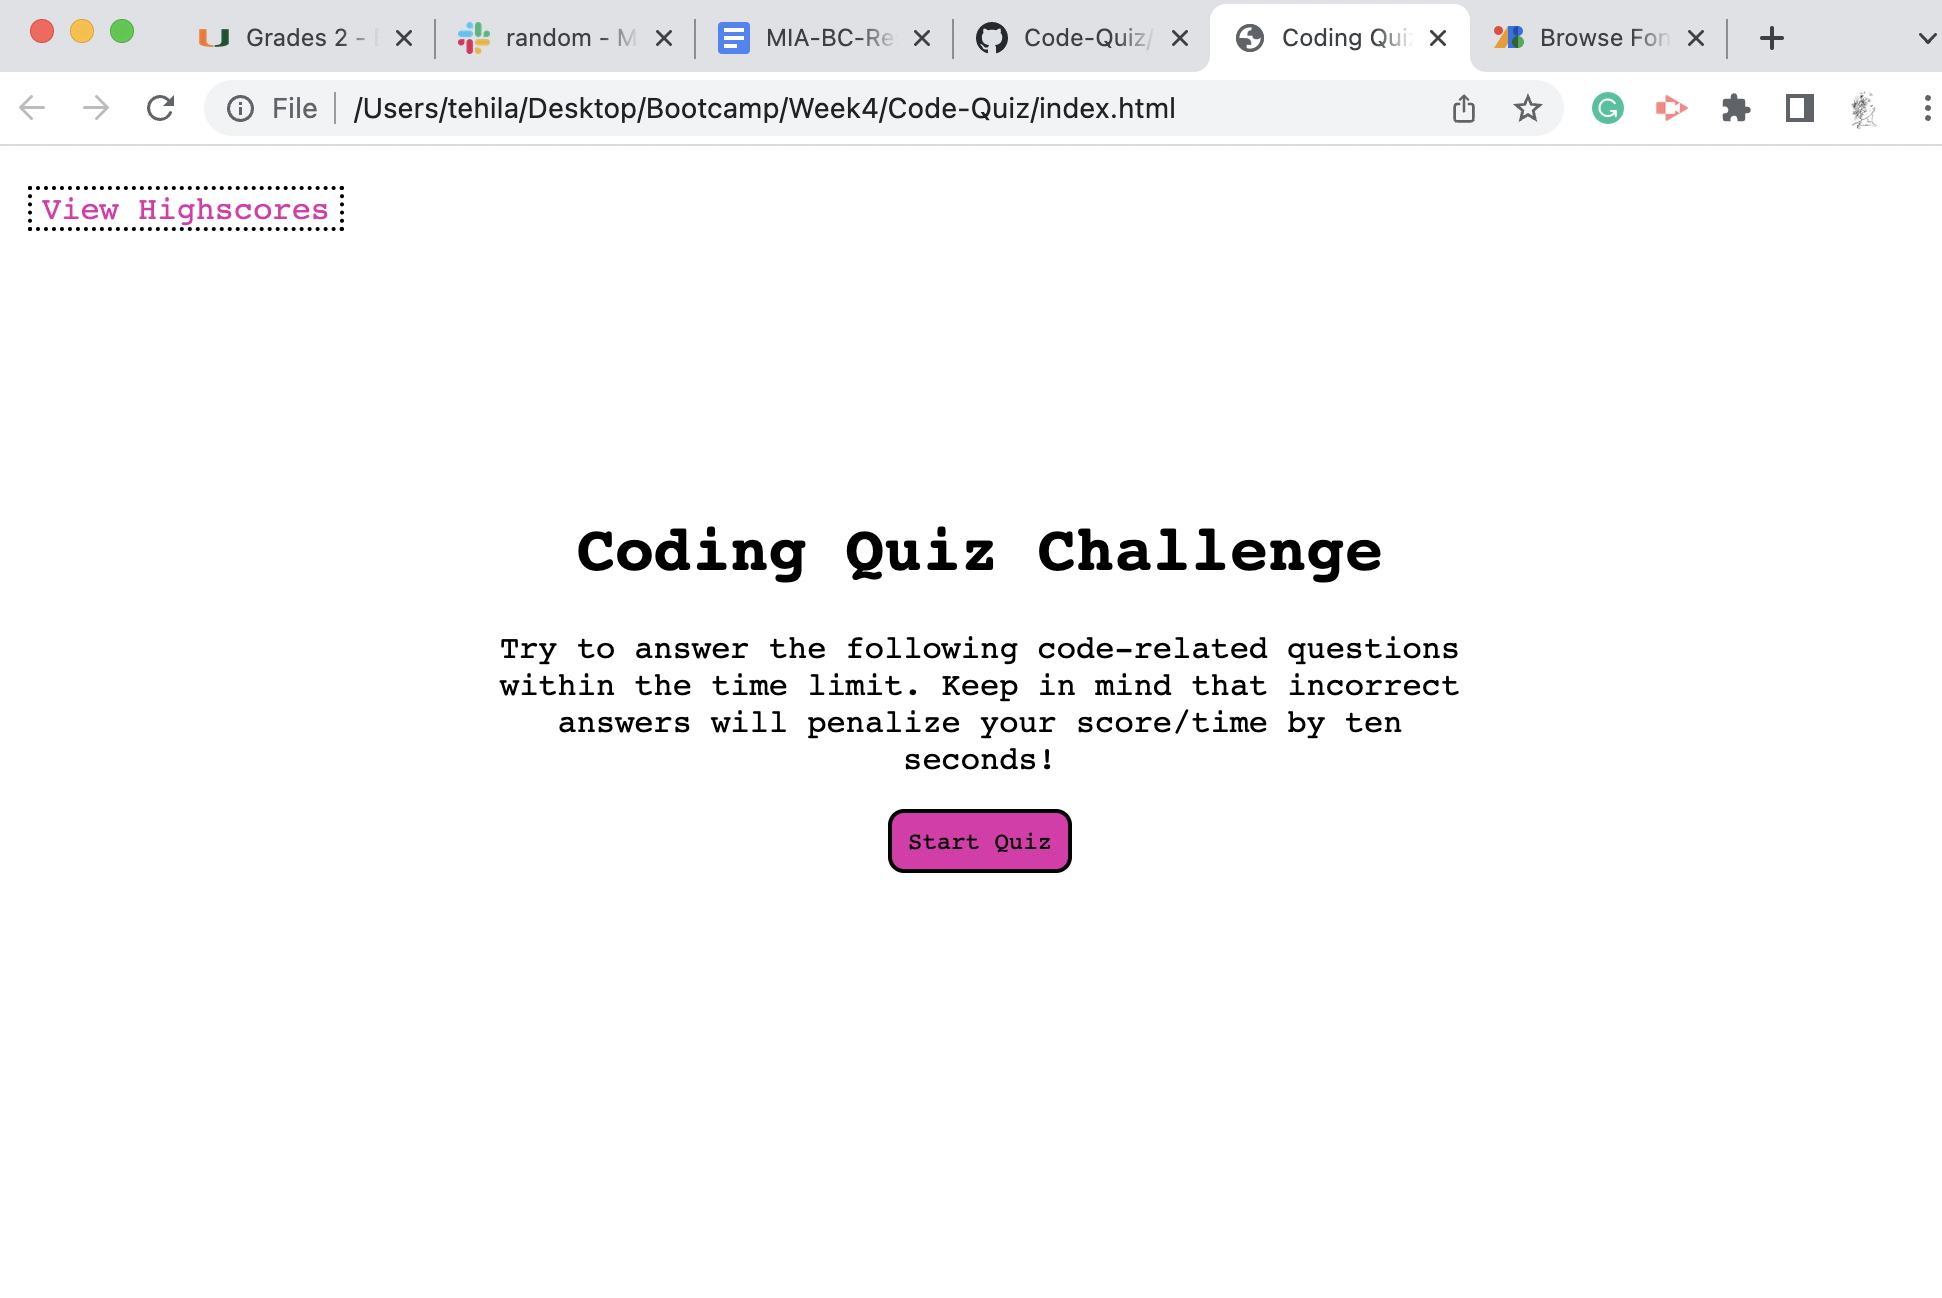 Grades 2 -
random - M
MIA-BC-Re
Code-Quiz/
Coding Qui
Browse Fon
File
/Users/tehila/Desktop/Bootcamp/Week4/Code-Quiz/index.html
View Highscores
Coding Quiz Challenge
Try to answer the following code-related questions
within the time limit. Keep in mind that incorrect
answers will penalize your score/time by ten
seconds!
Start Quiz